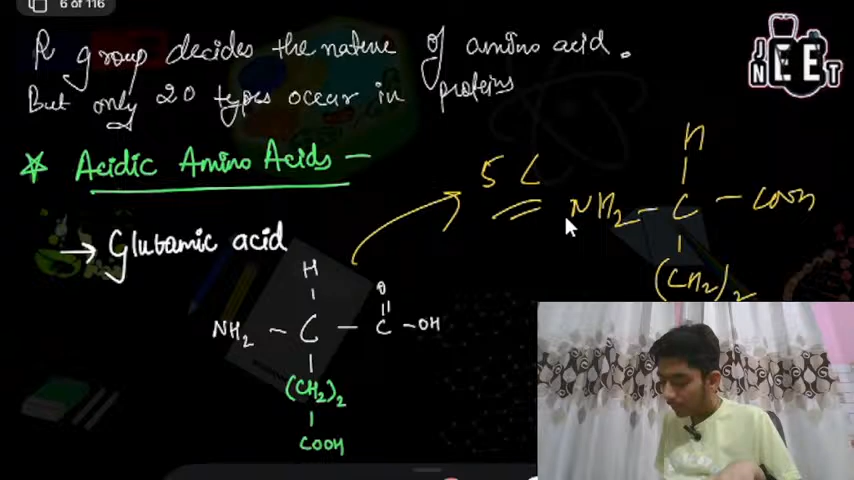 6 of 116
R group decides the nature of amino acid.
But only 20 types occur in proteins
JNEET
☆ Acidic Amino Acids —
→ Glutamic acid
H
O
NH₂ – C – C – OH
(CH₂)₂
COOH
5 C
H
NH₂ – C – COOH
(CH₂)₂